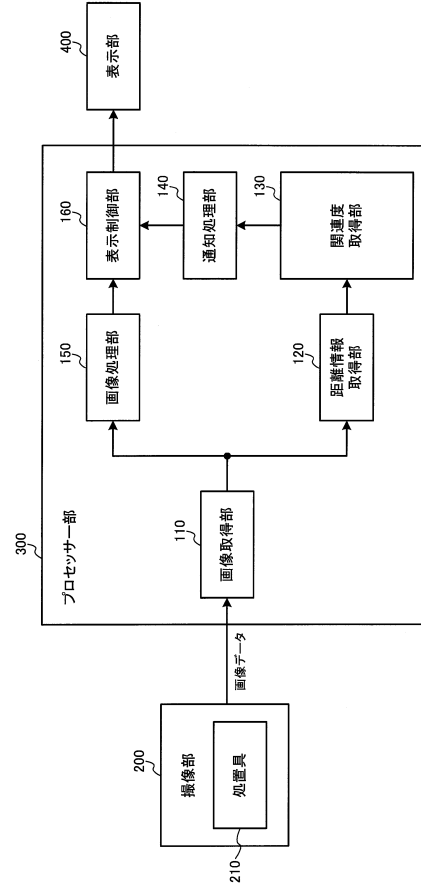 200
撮像部
処置具
210
画像データ
300
プロセッサー部
110
画像取得部
150
画像処理部
160
表示制御部
400
表示部
140
通知処理部
120
距離情報
取得部
130
関連度
取得部